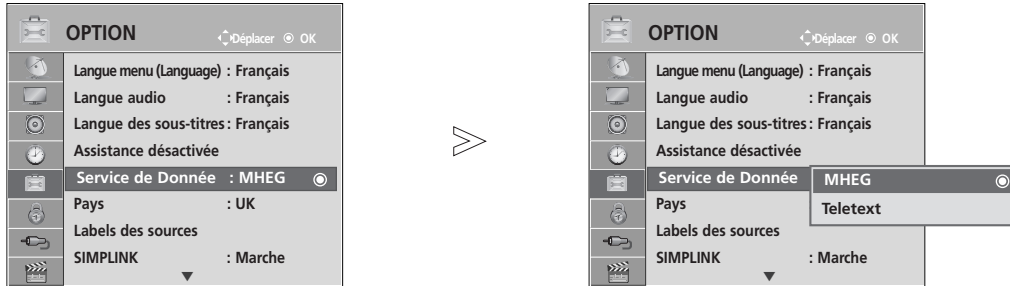 OPTION
Déplacer OK
Langue menu (Language) : Français
Langue audio : Français
Langue des sous-titres : Français
Assistance désactivée
Service de Donnée : MHEG
Pays : UK
Labels des sources
SIMPLINK : Marche
OPTION
Déplacer OK
Langue menu (Language) : Français
Langue audio : Français
Langue des sous-titres : Français
Assistance désactivée
Service de Donnée
MHEG
Pays
Teletext
Labels des sources
SIMPLINK : Marche